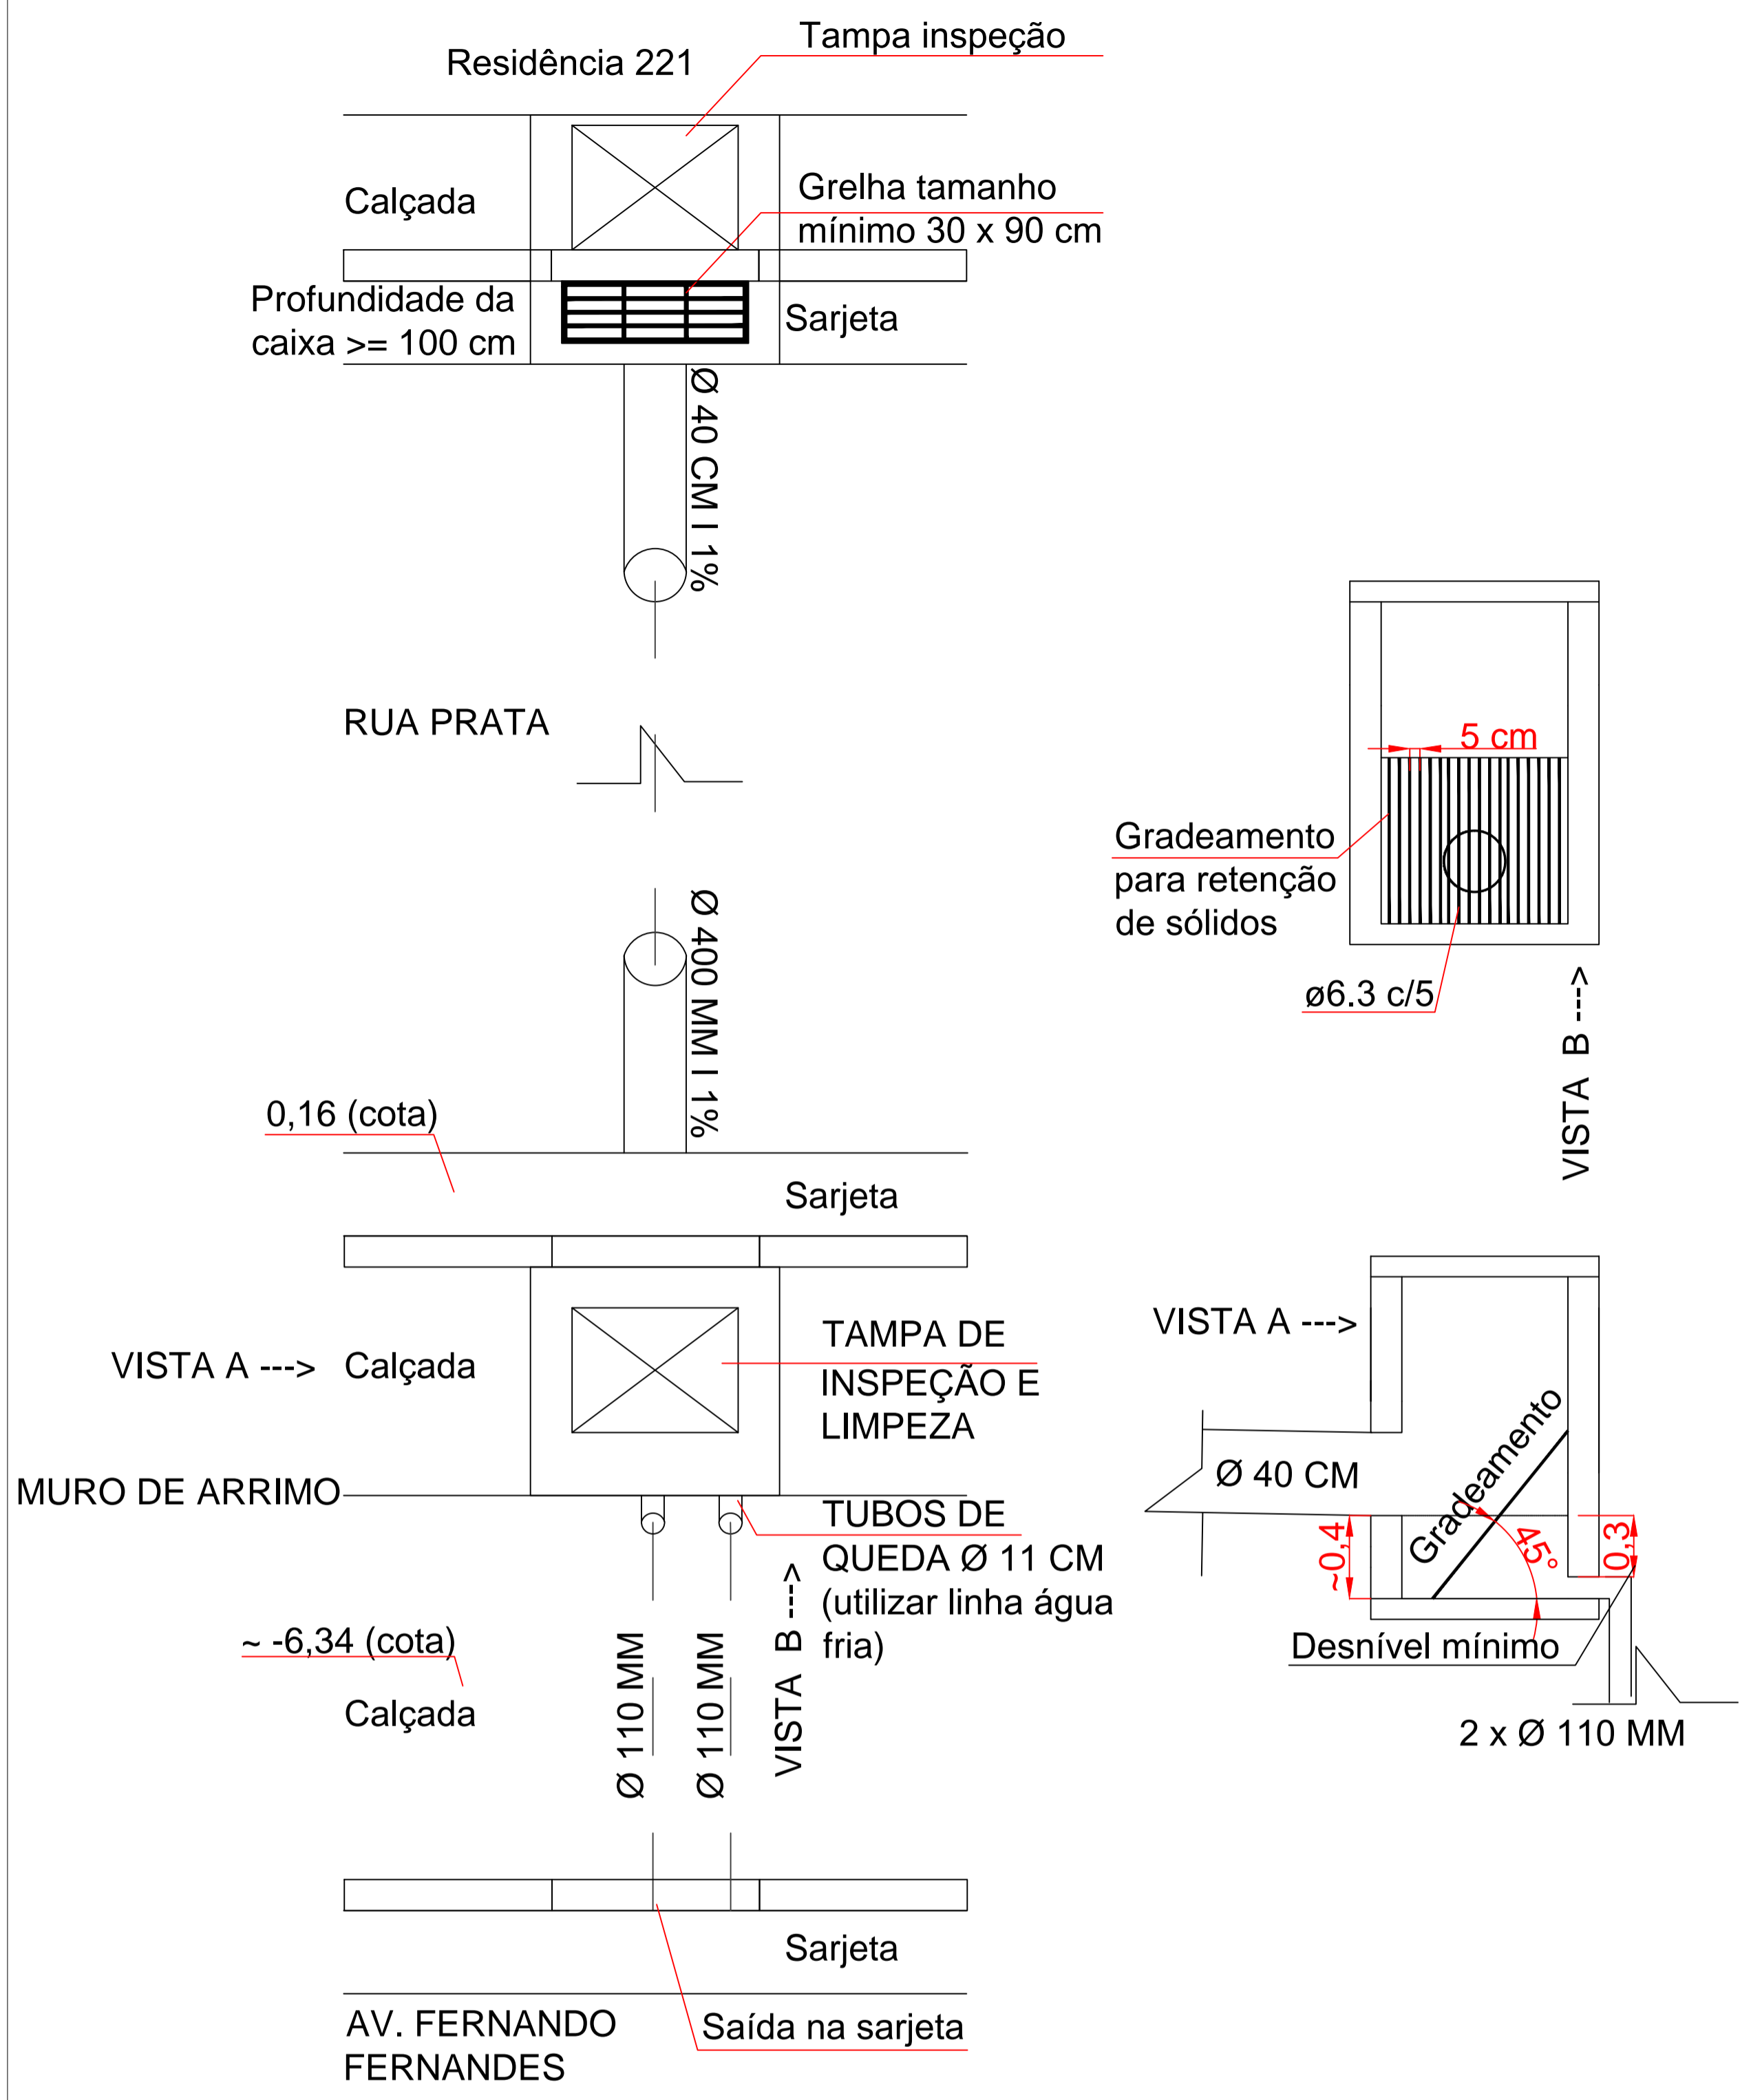 Tampa inspeção
Residência 221
Calçada
Grelha tamanho
mínimo 30 x 90 cm
Profundidade da
caixa >= 100 cm
Sarjeta
Ø 40 CM I 1%
RUA PRATA
5 cm
Gradeamento
para retenção
de sólidos
ø6.3 c/5
VISTA B ---->
Ø 400 MM I 1%
0,16 (cota)
Sarjeta
VISTA A --->
Calçada
TAMPA DE
INSPEÇÃO E
LIMPEZA
VISTA A --->
MURO DE ARRIMO
TUBOS DE
QUEDA Ø 11 CM
(utilizar linha água
fria)
Ø 40 CM
Gradeamento
~0,4
45°
0,3
Desnível mínimo
2 x Ø 110 MM
~ -6,34 (cota)
Calçada
Ø 110 MM
Ø 110 MM
VISTA B ---->
Sarjeta
AV. FERNANDO
FERNANDES
Saída na sarjeta